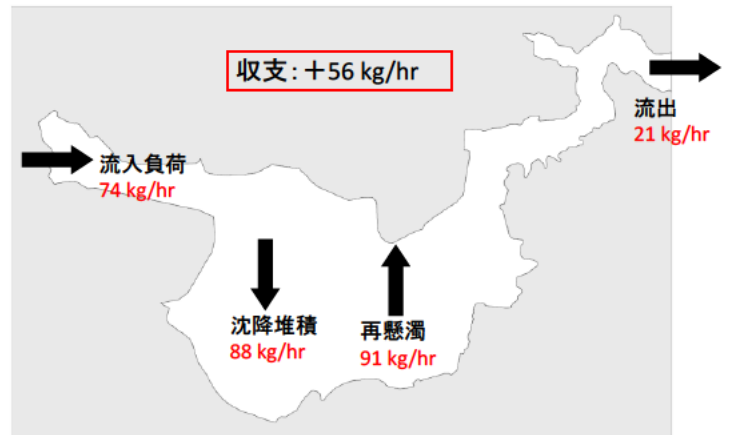 収支:＋56 kg/hr
流出
21 kg/hr
流入負荷
74 kg/hr
沈降堆積
88 kg/hr
再懸濁
91 kg/hr